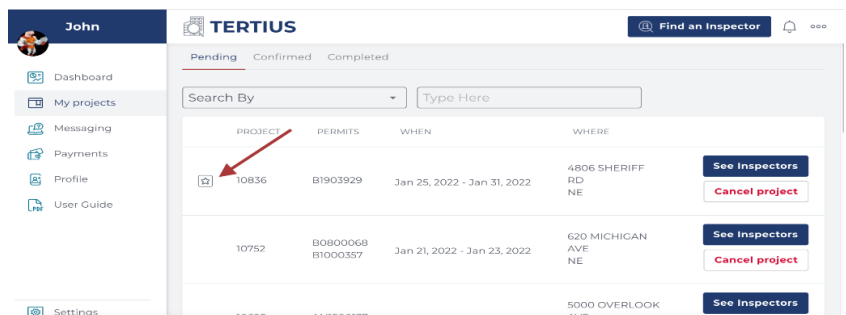 John
TERTIUS
Find an Inspector
Pending Confirmed Completed
Dashboard
My projects
Messaging
Payments
Profile
PDF User Guide
Settings
Search By
Type Here
PROJECT PERMITS WHEN WHERE
10836 B1903929 Jan 25, 2022 - Jan 31, 2022
4806 SHERIFF
RD
NE
See Inspectors
Cancel project
10752
B0800068
B1000357
Jan 21, 2022 - Jan 23, 2022
620 MICHIGAN
AVE
NE
See Inspectors
Cancel project
5000 OVERLOOK
See Inspectors